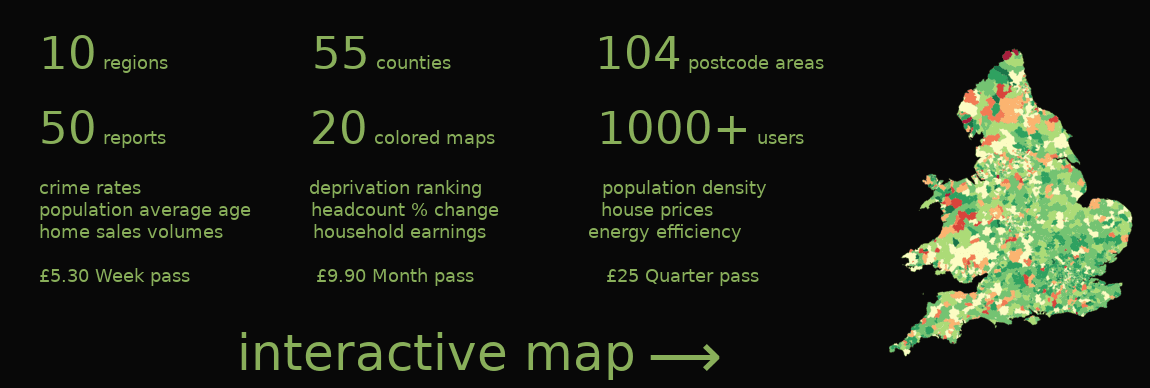 10 regions 55 counties 104 postcode areas
50 reports 20 colored maps 1000+ users
crime rates deprivation ranking population density
population average age headcount % change house prices
home sales volumes household earnings energy efficiency
£5.30 Week pass £9.90 Month pass £25 Quarter pass
interactive map →